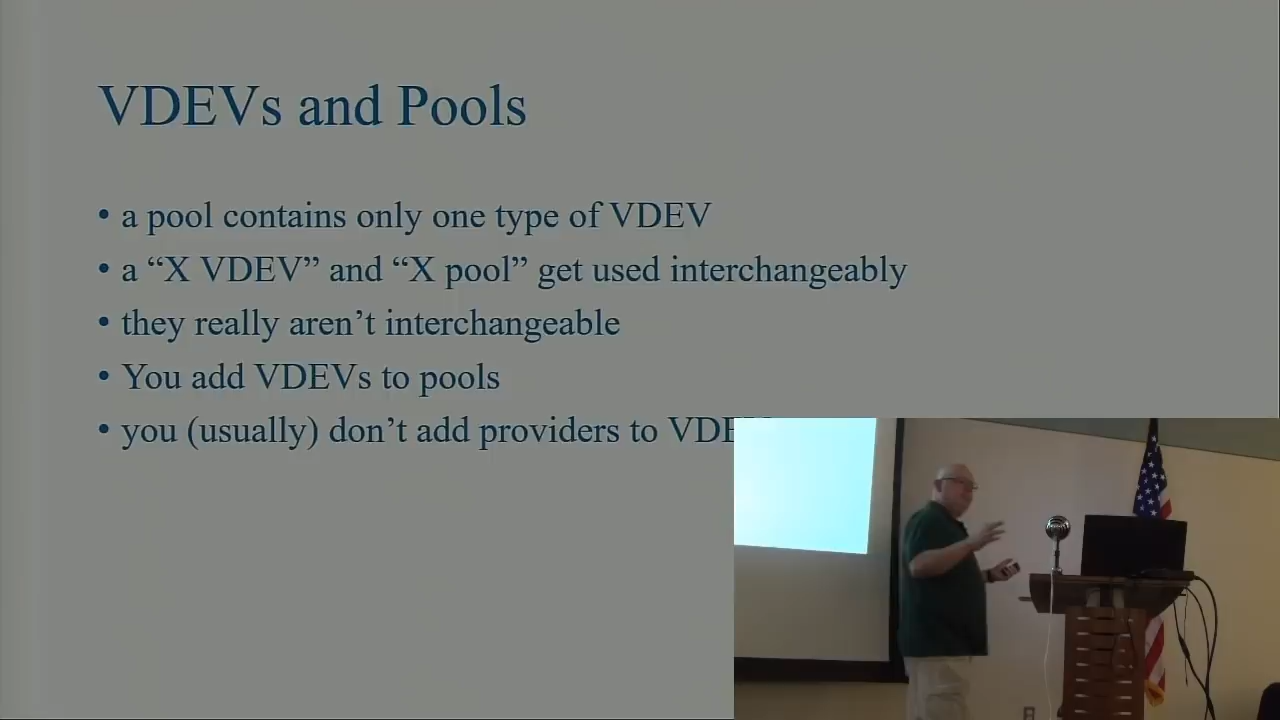 VDEVs and Pools
• a pool contains only one type of VDEV
• a “X VDEV” and “X pool” get used interchangeably
• they really aren’t interchangeable
• You add VDEVs to pools
• you (usually) don’t add providers to